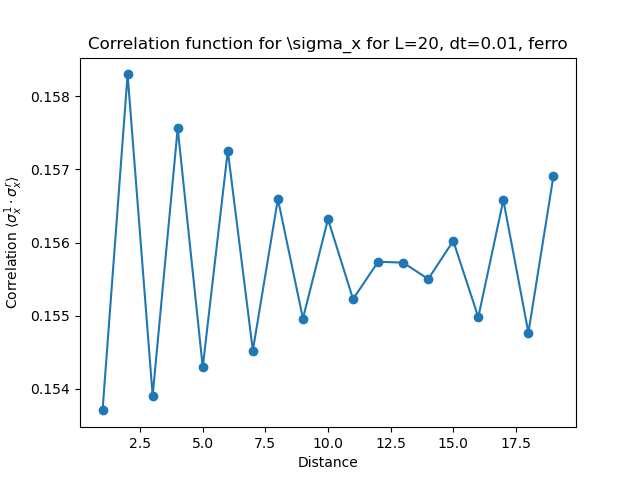 Correlation function for \sigma_x for L=20, dt=0.01, ferro
Correlation ⟨σ_x^1 · σ_x^r⟩
0.158
0.157
0.156
0.155
0.154
2.5 5.0 7.5 10.0 12.5 15.0 17.5
Distance